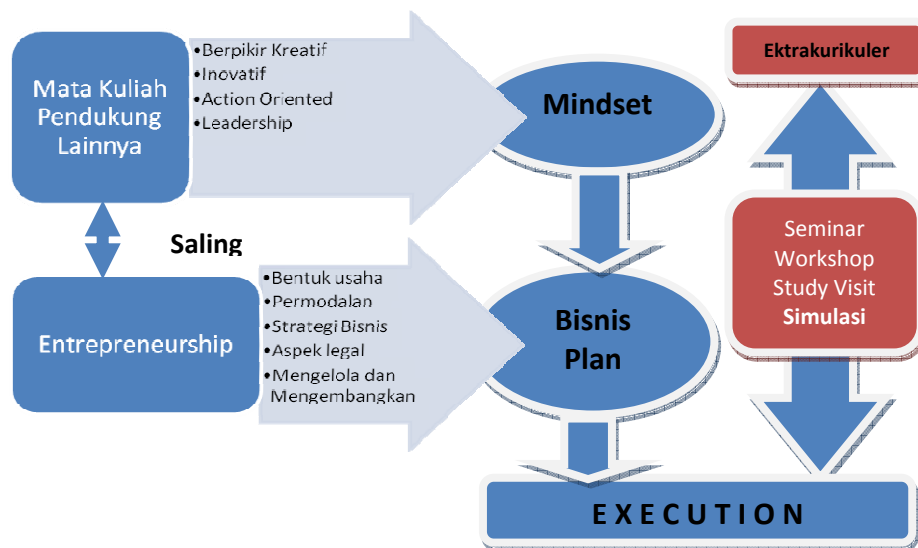 Mata Kuliah
Pendukung
Lainnya
•Berpikir Kreatif
•Inovatif
•Action Oriented
•Leadership
Mindset
Ektrakurikuler
Saling
Entrepreneurship
•Bentuk usaha
•Permodalan
•Strategi Bisnis
•Aspek legal
•Mengelola dan
Mengembangkan
Bisnis
Plan
Seminar
Workshop
Study Visit
Simulasi
EXECUTION